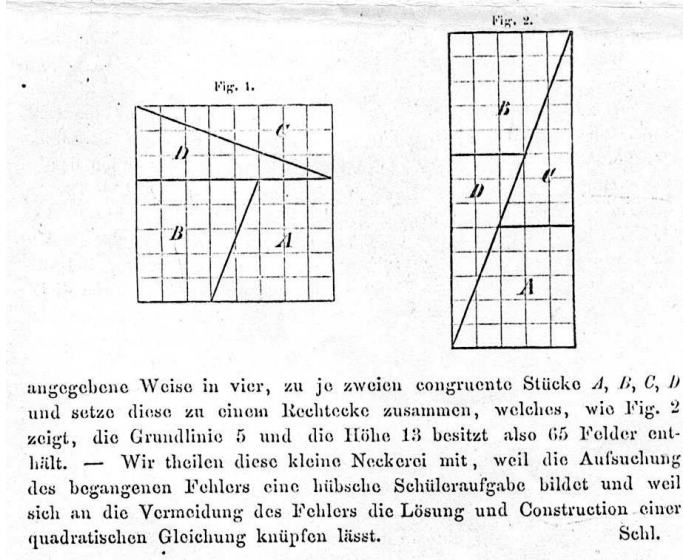 Fig. 1.
Fig. 2.
C
D
B
A
B
C
D
A
angegebene Weise in vier, zu je zweien congruente Stücke A, B, C, D
und setze diese zu einem Rechtecke zusammen, welches, wie Fig. 2
zeigt, die Grundlinie 5 und die Höhe 13 besitzt also 65 Felder ent-
hält. — Wir theilen diese kleine Neckerei mit, weil die Aufsuchung
des begangenen Fehlers eine hübsche Schüleraufgabe bildet und weil
sich an die Vermeidung des Fehlers die Lösung und Construction einer
quadratischen Gleichung knüpfen lässt. Schl.